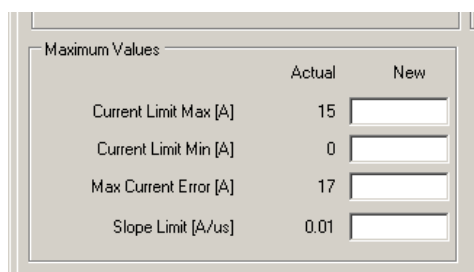 Maximum Values
Actual New
Current Limit Max [A] 15
Current Limit Min [A] 0
Max Current Error [A] 17
Slope Limit [A/us] 0.01